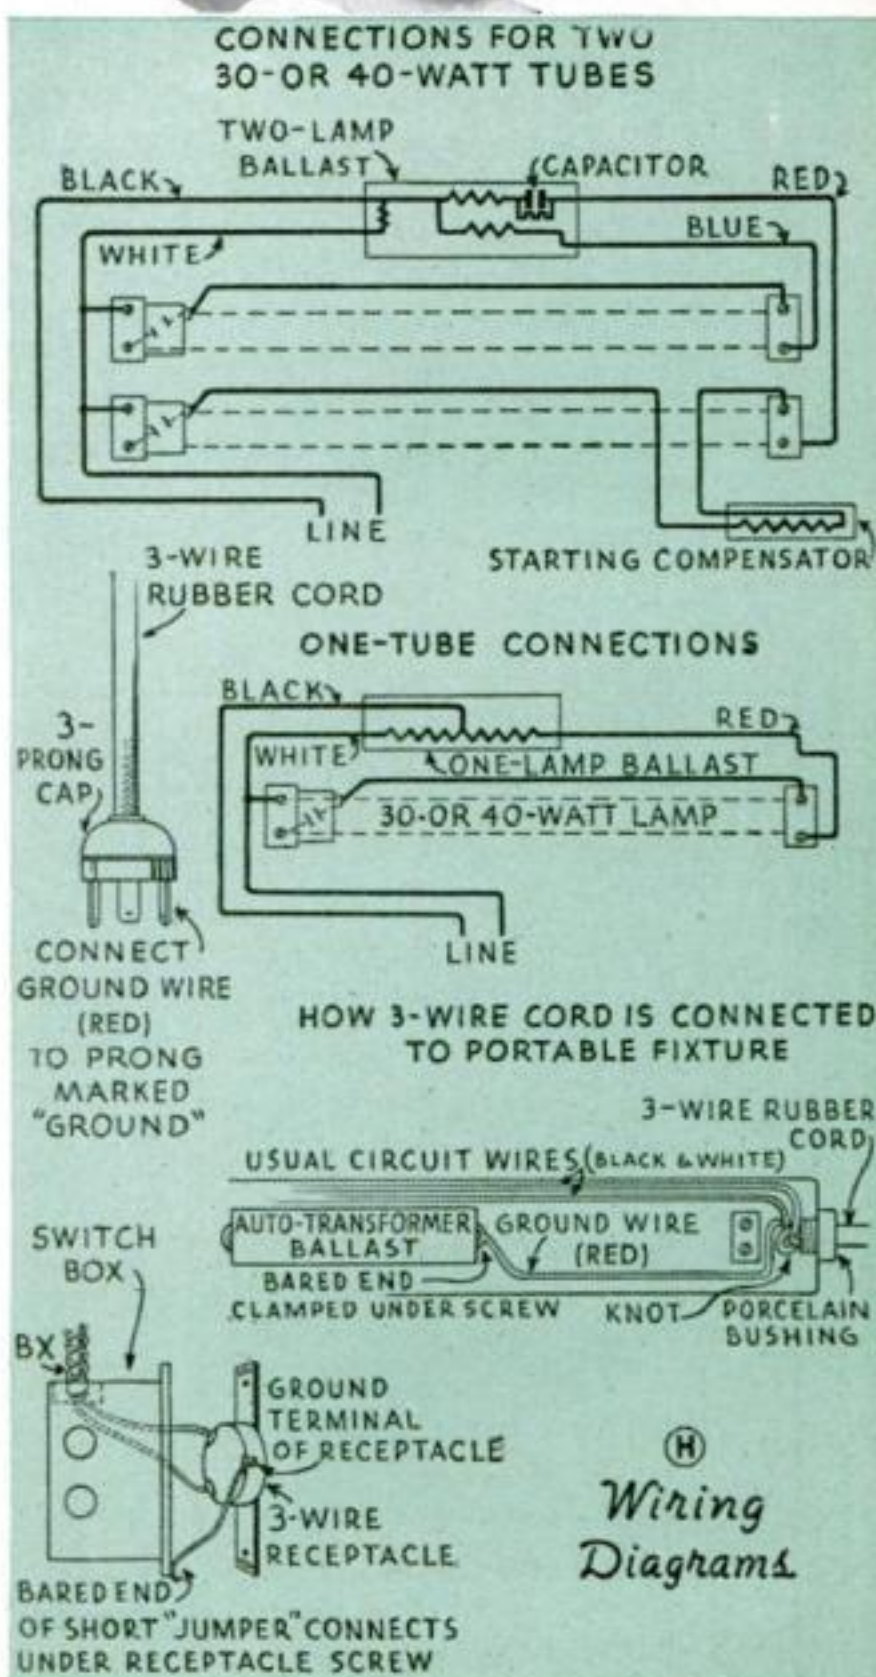 CONNECTIONS FOR TWO
30-OR 40-WATT TUBES
TWO-LAMP
BALLAST
CAPACITOR
BLACK
RED
BLUE
WHITE
LINE
STARTING COMPENSATOR
3-WIRE
RUBBER CORD
ONE-TUBE CONNECTIONS
BLACK
RED
WHITE
ONE-LAMP BALLAST
30-OR 40-WATT LAMP
LINE
3-
PRONG
CAP
CONNECT
GROUND WIRE
(RED)
TO PRONG
MARKED
"GROUND"
HOW 3-WIRE CORD IS CONNECTED
TO PORTABLE FIXTURE
3-WIRE RUBBER
CORD
USUAL CIRCUIT WIRES (BLACK & WHITE)
AUTO-TRANSFORMER
BALLAST
GROUND WIRE
(RED)
BARED END
CLAMPED UNDER SCREW
KNOT
PORCELAIN
BUSHING
SWITCH
BOX
BX
GROUND
TERMINAL
OF RECEPTACLE
3-WIRE
RECEPTACLE
BARED END
OF SHORT "JUMPER" CONNECTS
UNDER RECEPTACLE SCREW
H
Wiring
Diagrams